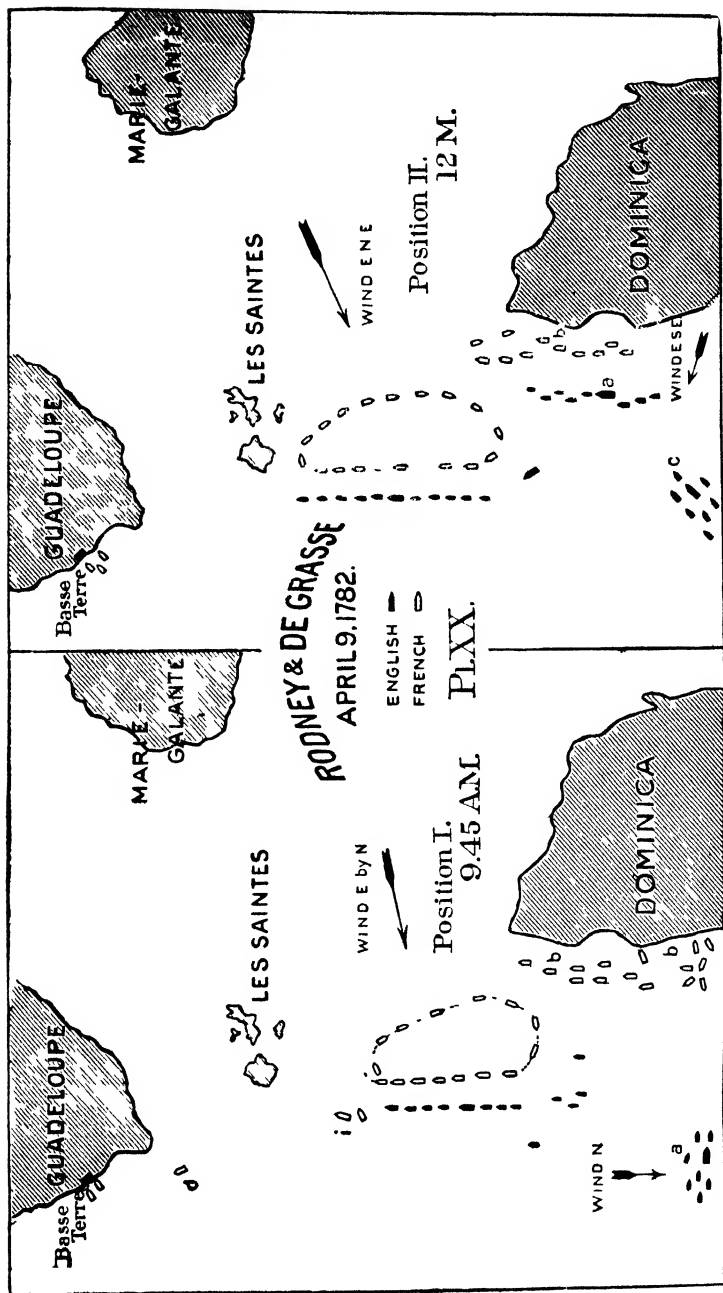 GUADELOUPE
Basse
Terre
MARIE-
GALANTE
LES SAINTES
WIND E by N
Position I.
9.45 A.M.
i
d
WIND N
a
b
b
DOMINICA
RODNEY & DE GRASSE
APRIL 9. 1782.
ENGLISH
FRENCH
Pl. XX.
GUADELOUPE
Basse
Terre
MARIE-
GALANTE
LES SAINTES
WIND E N E
Position II.
12 M.
b
a
WIND E S E
c
DOMINICA